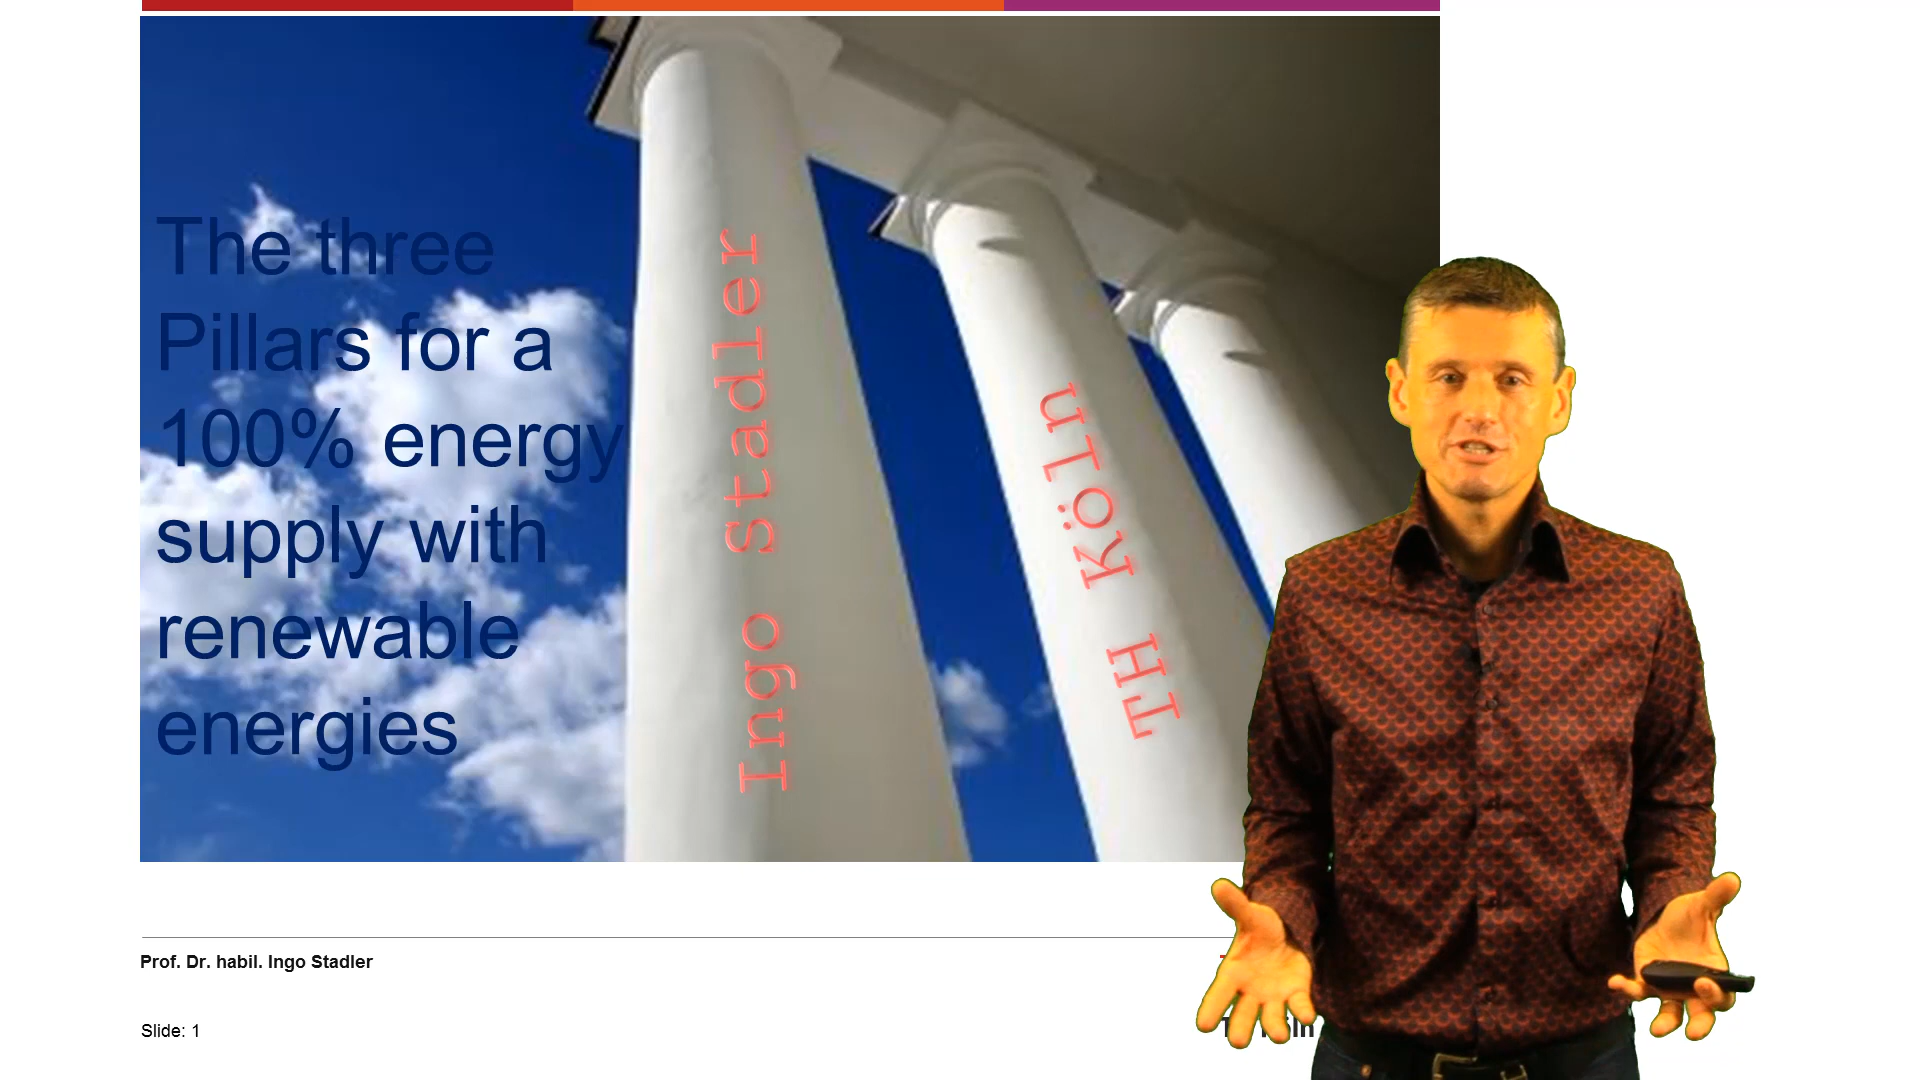 The three
Pillars for a
100% energy
supply with
renewable
energies
Ingo Stadler
TH Köln
Prof. Dr. habil. Ingo Stadler
Slide: 1